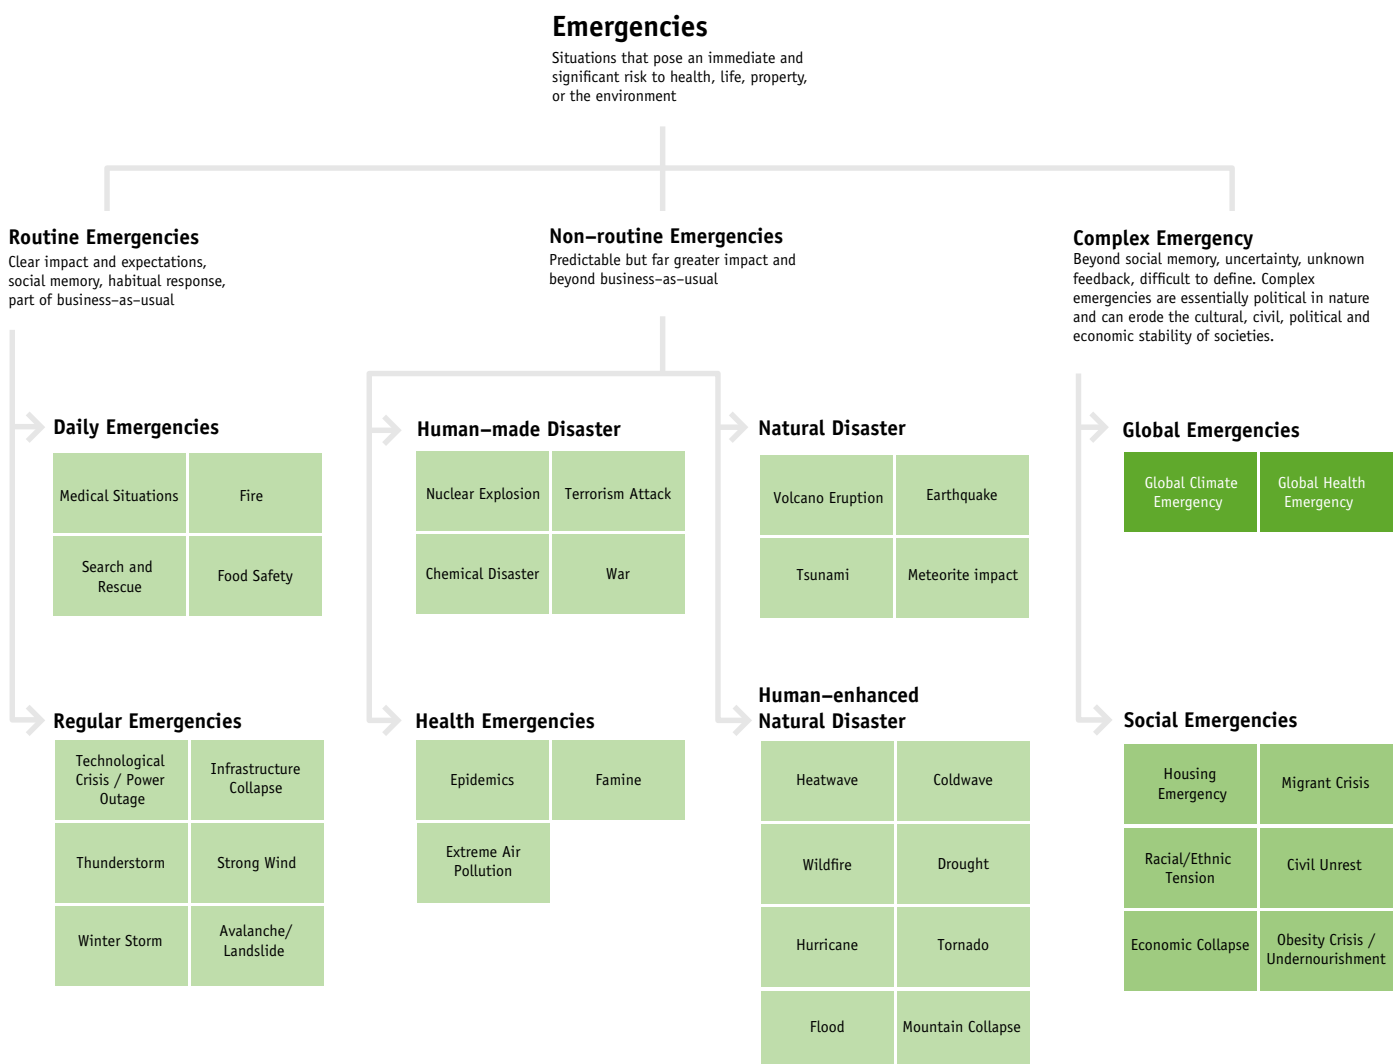 Emergencies
Situations that pose an immediate and
significant risk to health, life, property,
or the environment
Routine Emergencies
Clear impact and expectations,
social memory, habitual response,
part of business–as–usual
Non–routine Emergencies
Predictable but far greater impact and
beyond business–as–usual
Complex Emergency
Beyond social memory, uncertainty, unknown
feedback, difficult to define. Complex
emergencies are essentially political in nature
and can erode the cultural, civil, political and
economic stability of societies.
Daily Emergencies
Medical Situations
Fire
Search and
Rescue
Food Safety
Human–made Disaster
Nuclear Explosion
Terrorism Attack
Chemical Disaster
War
Natural Disaster
Volcano Eruption
Earthquake
Tsunami
Meteorite impact
Global Emergencies
Global Climate
Emergency
Global Health
Emergency
Regular Emergencies
Technological
Crisis / Power
Outage
Infrastructure
Collapse
Thunderstorm
Strong Wind
Winter Storm
Avalanche/
Landslide
Health Emergencies
Epidemics
Famine
Extreme Air
Pollution
Human–enhanced
Natural Disaster
Heatwave
Coldwave
Wildfire
Drought
Hurricane
Tornado
Flood
Mountain Collapse
Social Emergencies
Housing
Emergency
Migrant Crisis
Racial/Ethnic
Tension
Civil Unrest
Economic Collapse
Obesity Crisis /
Undernourishment